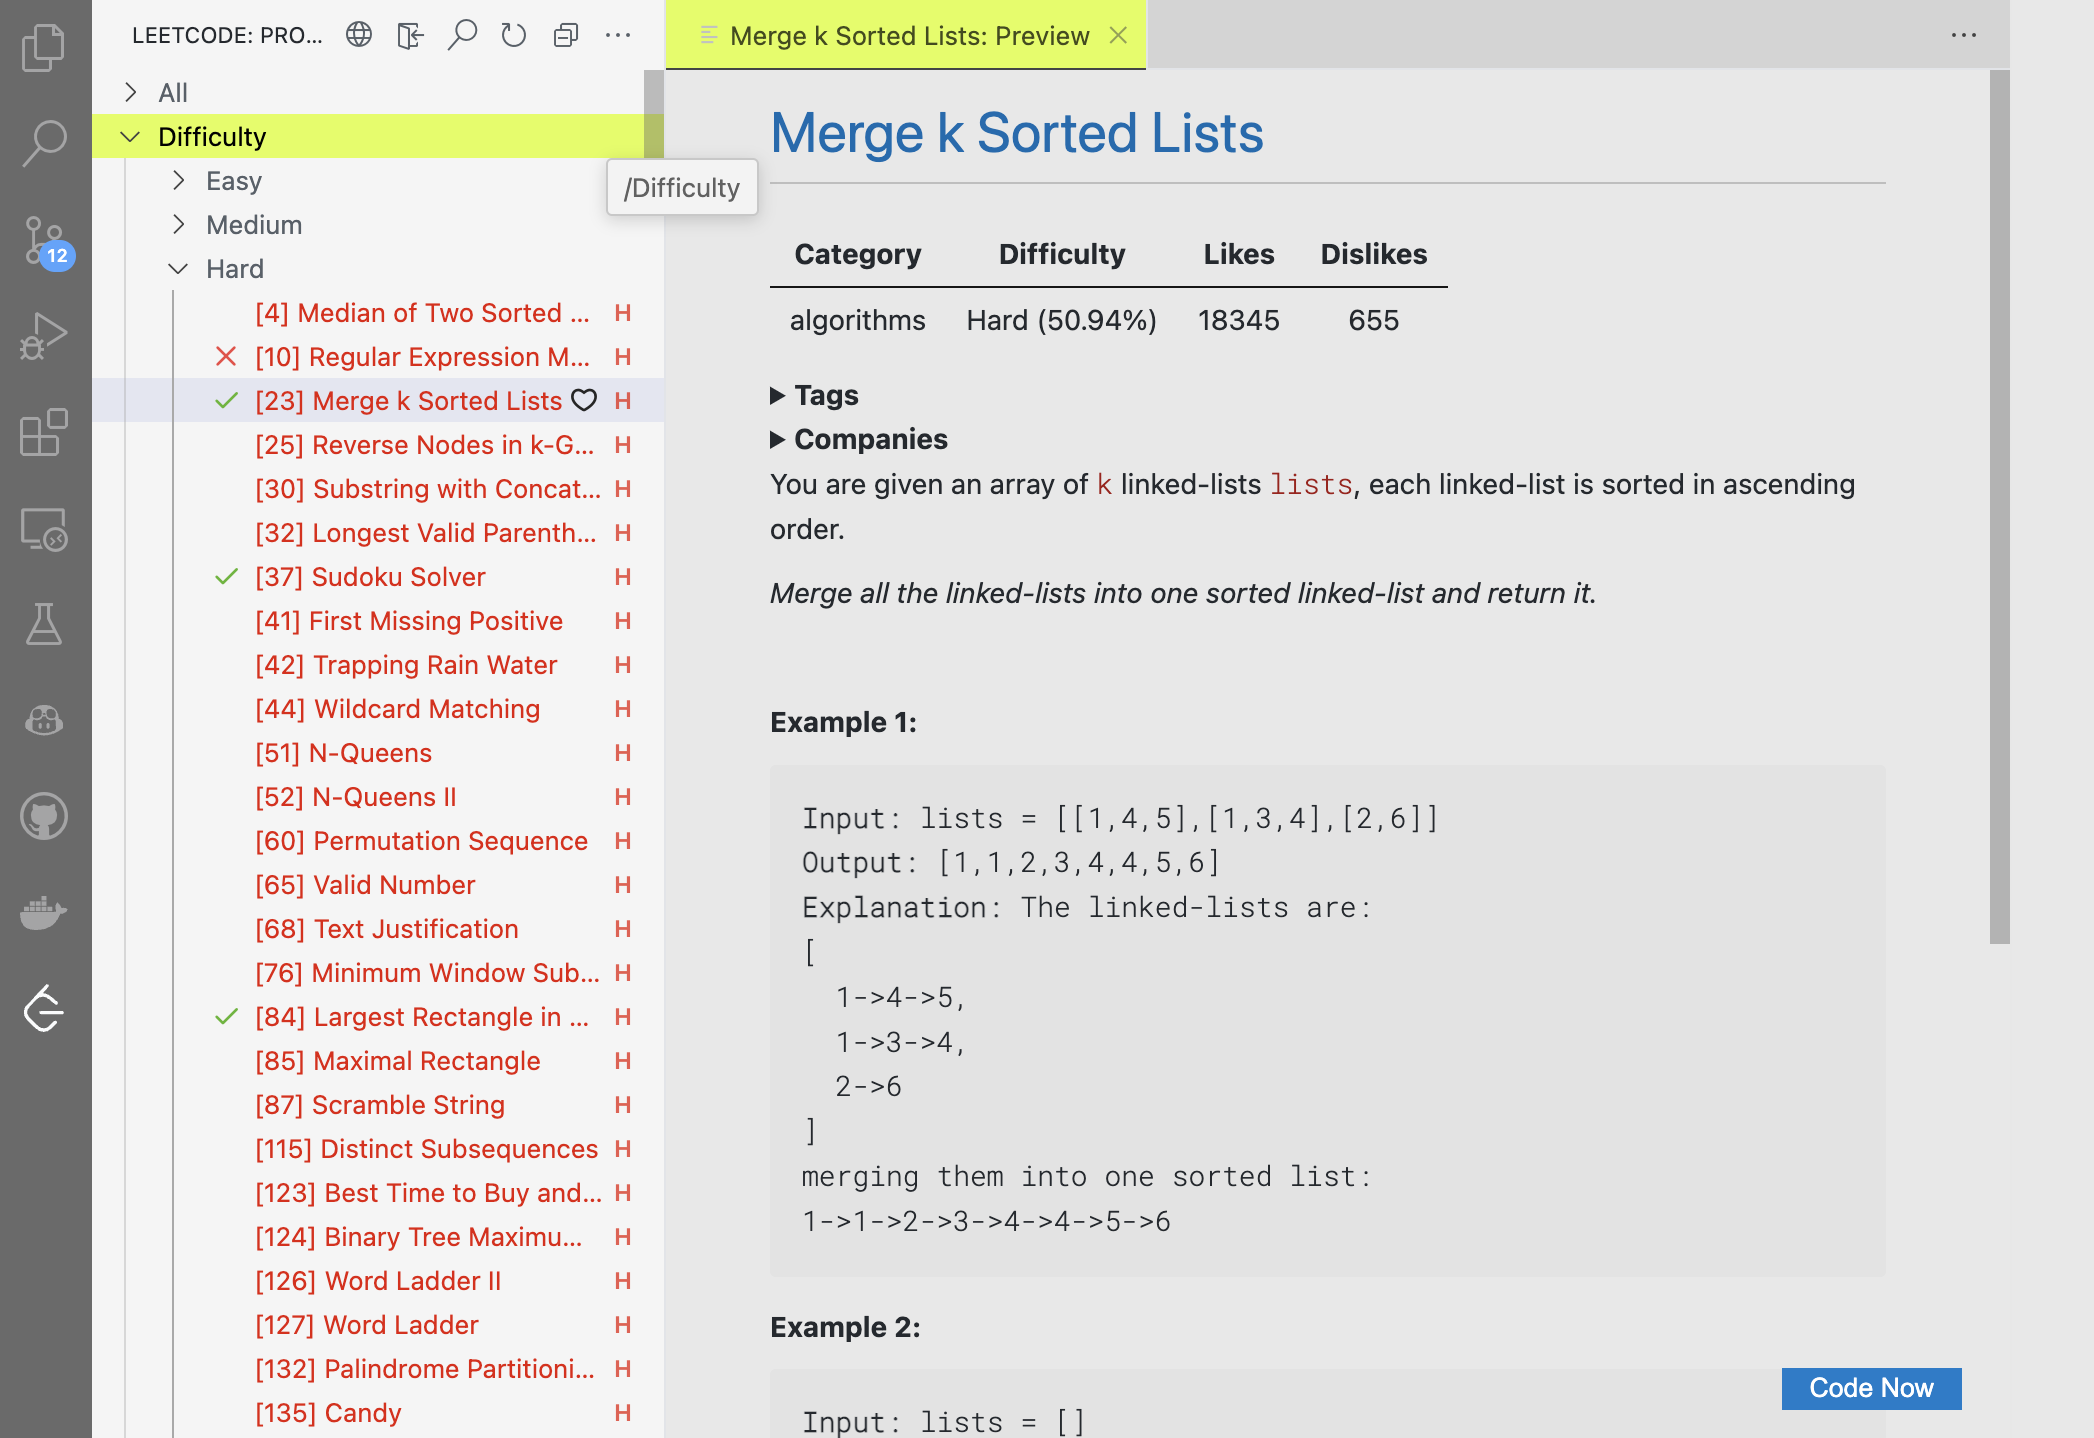 LEETCODE: PRO...
All
Difficulty
/Difficulty
Easy
Medium
Hard
12
[4] Median of Two Sorted ... H
[10] Regular Expression M... H
[23] Merge k Sorted Lists H
[25] Reverse Nodes in k-G... H
[30] Substring with Concat... H
[32] Longest Valid Parenth... H
[37] Sudoku Solver H
[41] First Missing Positive H
[42] Trapping Rain Water H
[44] Wildcard Matching H
[51] N-Queens H
[52] N-Queens II H
[60] Permutation Sequence H
[65] Valid Number H
[68] Text Justification H
[76] Minimum Window Sub... H
[84] Largest Rectangle in ... H
[85] Maximal Rectangle H
[87] Scramble String H
[115] Distinct Subsequences H
[123] Best Time to Buy and... H
[124] Binary Tree Maximu... H
[126] Word Ladder II H
[127] Word Ladder H
[132] Palindrome Partitioni... H
[135] Candy H
Merge k Sorted Lists: Preview
Merge k Sorted Lists
Category Difficulty Likes Dislikes
algorithms Hard (50.94%) 18345 655
Tags
Companies
You are given an array of k linked-lists lists, each linked-list is sorted in ascending
order.
Merge all the linked-lists into one sorted linked-list and return it.
Example 1:
Input: lists = [[1,4,5],[1,3,4],[2,6]]
Output: [1,1,2,3,4,4,5,6]
Explanation: The linked-lists are:
[
1->4->5,
1->3->4,
2->6
]
merging them into one sorted list:
1->1->2->3->4->4->5->6
Example 2:
Input: lists = []
Code Now